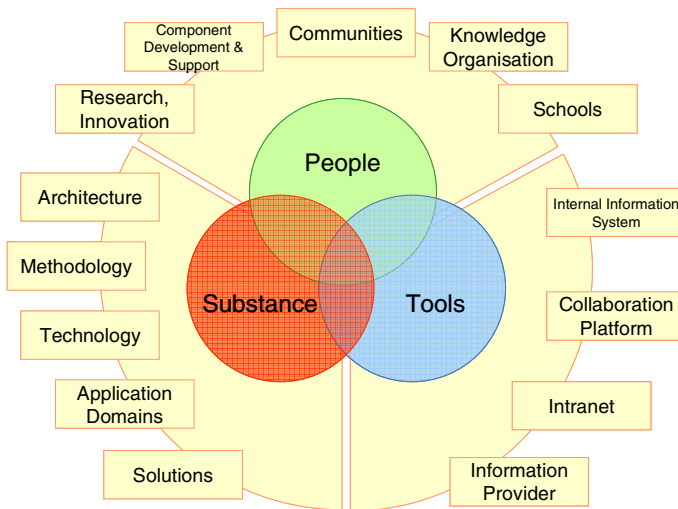 Component
Development &
Support
Communities
Knowledge
Organisation
Research,
Innovation
Schools
People
Architecture
Internal Information
System
Methodology
Substance
Tools
Collaboration
Platform
Technology
Application
Domains
Intranet
Solutions
Information
Provider